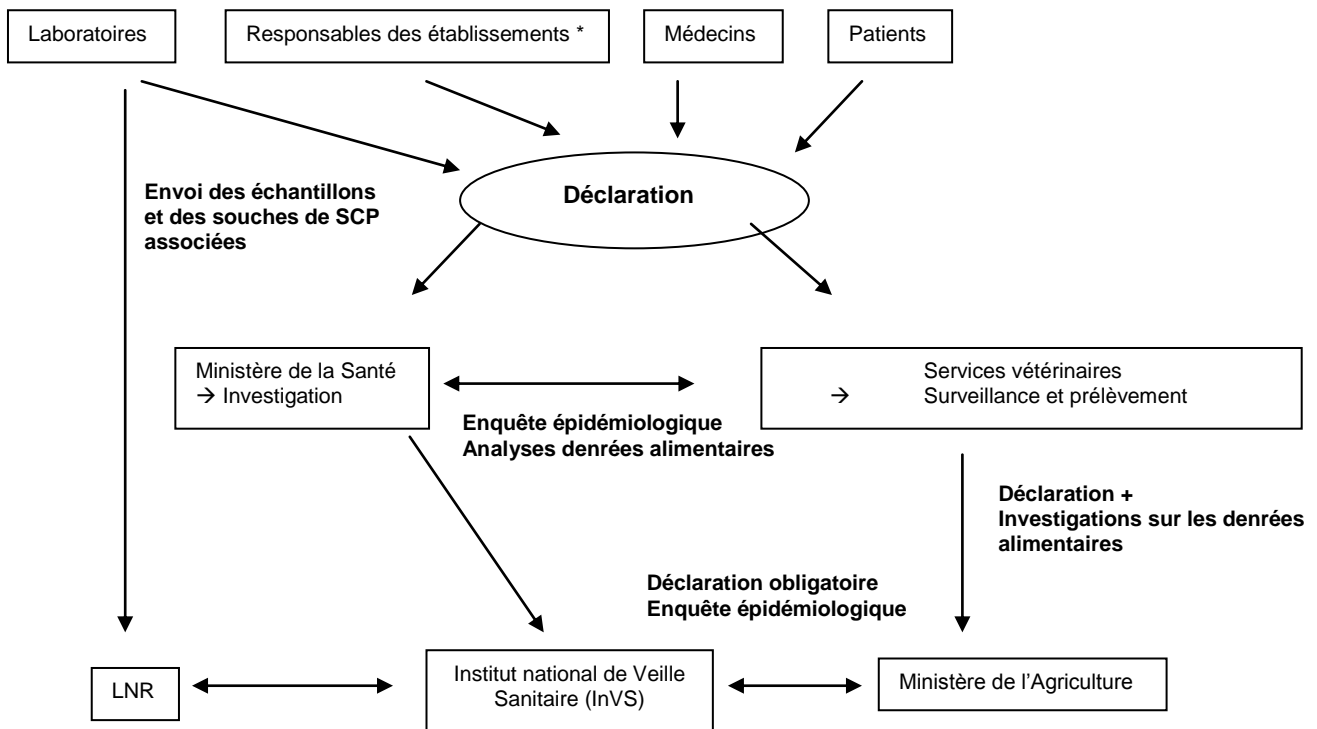 Laboratoires
Responsables des établissements *
Médecins
Patients
Envoi des échantillons
et des souches de SCP
associées
Déclaration
Ministère de la Santé
→ Investigation
Services vétérinaires
→ Surveillance et prélèvement
Enquête épidémiologique
Analyses denrées alimentaires
Déclaration +
Investigations sur les denrées
alimentaires
Déclaration obligatoire
Enquête épidémiologique
LNR
Institut national de Veille
Sanitaire (InVS)
Ministère de l’Agriculture